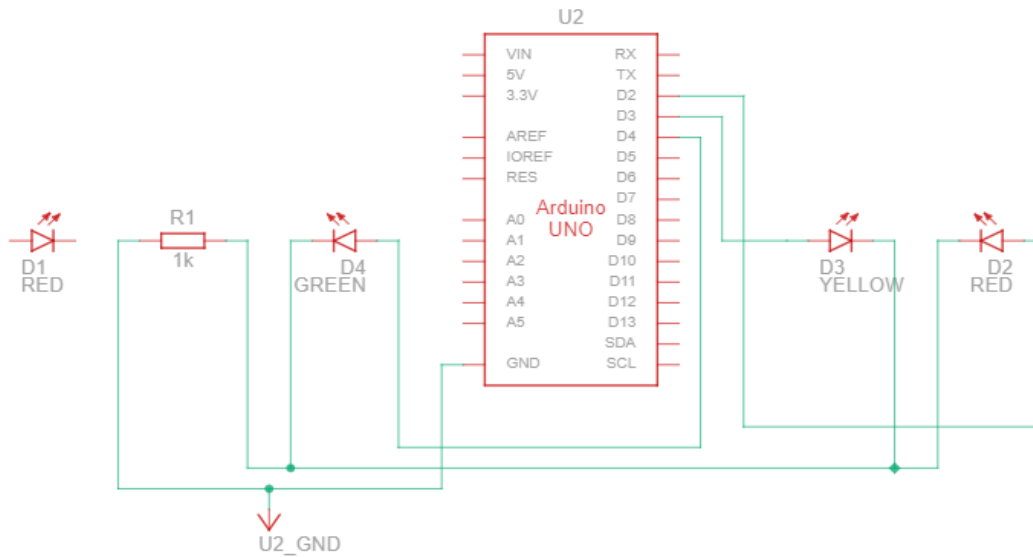 U2
VIN RX
5V TX
3.3V D2
D3
AREF D4
IOREF D5
RES D6
D7
Arduino
UNO
A0 D8
A1 D9
A2 D10
A3 D11
A4 D12
A5 D13
SDA
GND SCL
D1
RED
R1
1k
D4
GREEN
D3
YELLOW
D2
RED
U2_GND